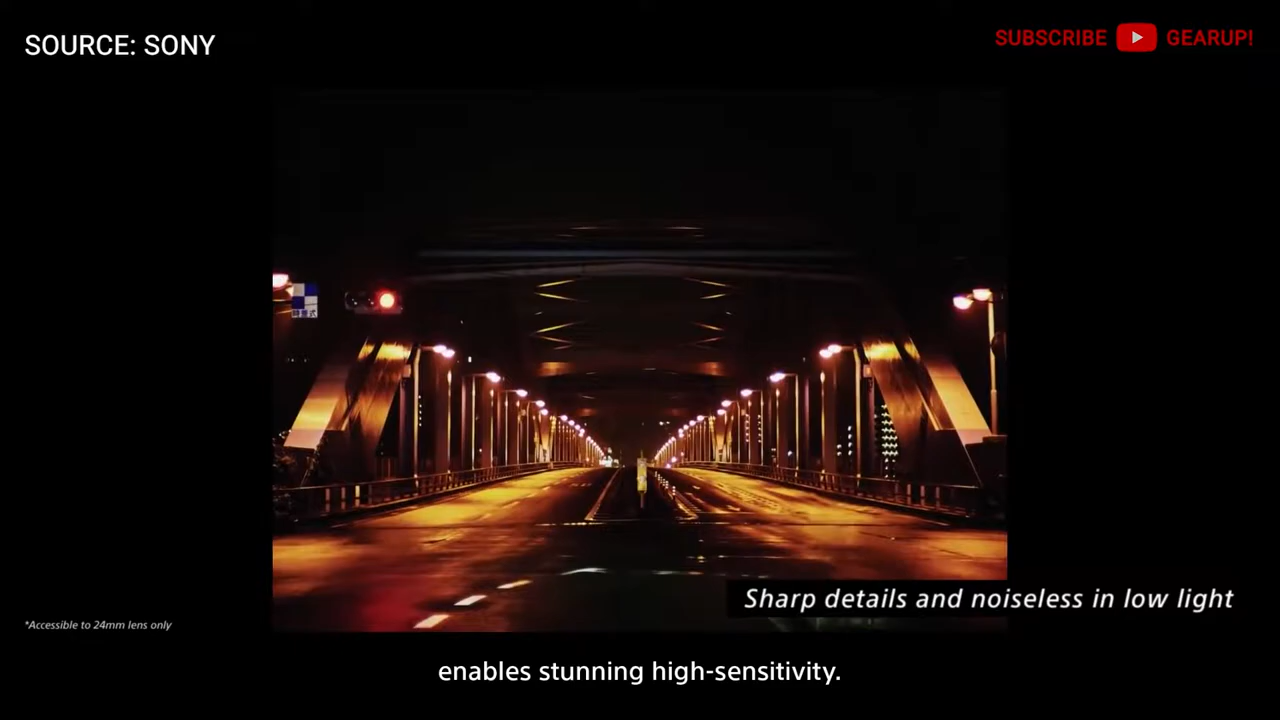 SOURCE: SONY
SUBSCRIBE GEARUP!
Sharp details and noiseless in low light
*Accessible to 24mm lens only
enables stunning high-sensitivity.